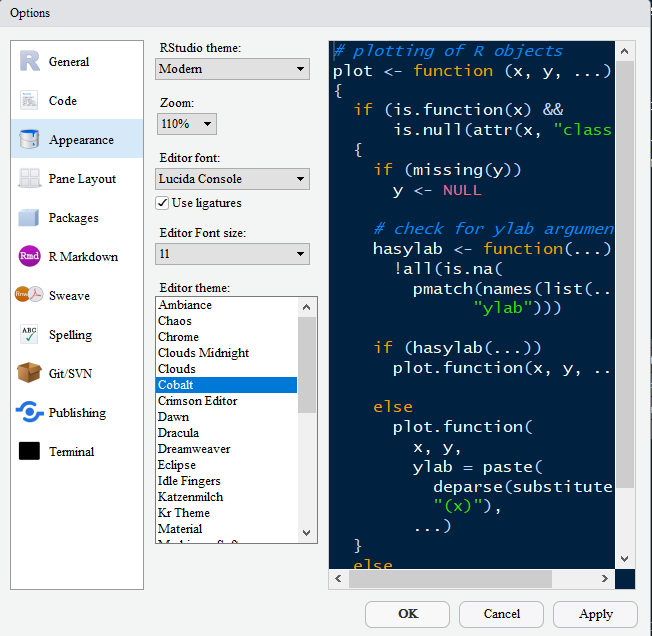 Options
General
Code
Appearance
Pane Layout
Packages
Rmd R Markdown
Sweave
ABC Spelling
Git/SVN
Publishing
Terminal
RStudio theme:
Modern
Zoom:
110%
Editor font:
Lucida Console
Use ligatures
Editor Font size:
11
Editor theme:
Ambiance
Chaos
Chrome
Clouds Midnight
Clouds
Cobalt
Crimson Editor
Dawn
Dracula
Dreamweaver
Eclipse
Idle Fingers
Katzenmilch
Kr Theme
Material
# plotting of R objects
plot <- function (x, y, ...)
{
if (is.function(x) &&
is.null(attr(x, "class
{
if (missing(y))
y <- NULL
# check for ylab argumen
hasylab <- function(...)
!all(is.na(
pmatch(names(list(..
"ylab")))
if (hasylab(...))
plot.function(x, y, ..
else
plot.function(
x, y,
ylab = paste(
deparse(substitute
"(x)"),
...)
}
else
OK
Cancel
Apply